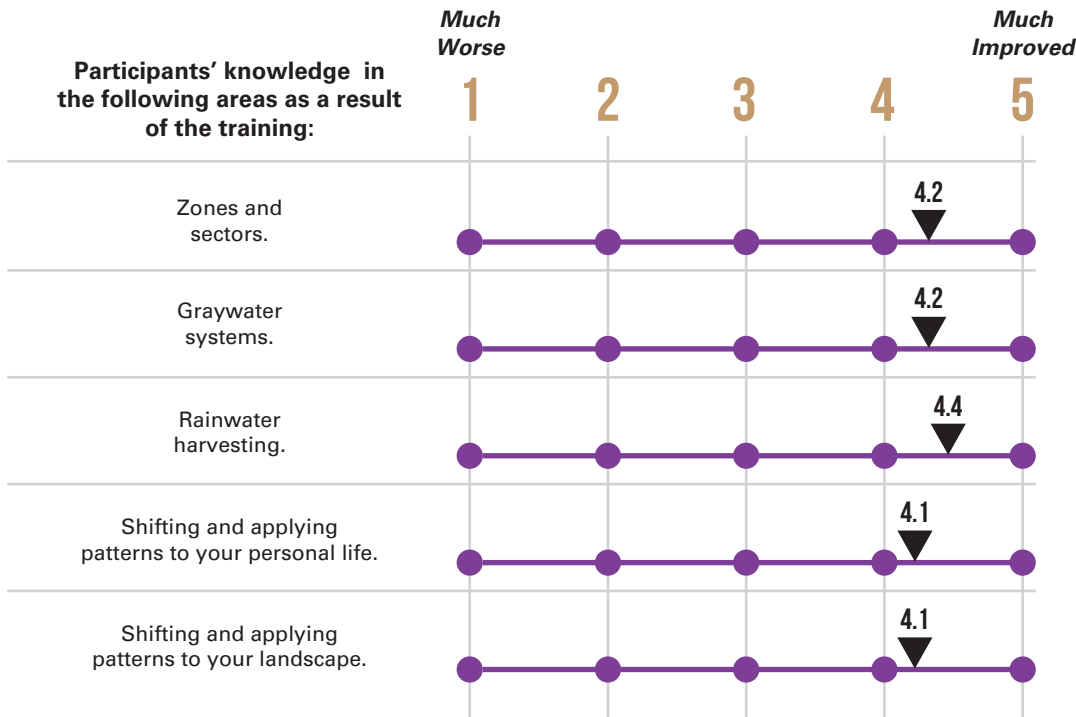 Much
Worse
Much
Improved
Participants' knowledge in
the following areas as a result
of the training:
1 2 3 4 5
Zones and
sectors.
4.2
Graywater
systems.
4.2
Rainwater
harvesting.
4.4
Shifting and applying
patterns to your personal life.
4.1
Shifting and applying
patterns to your landscape.
4.1